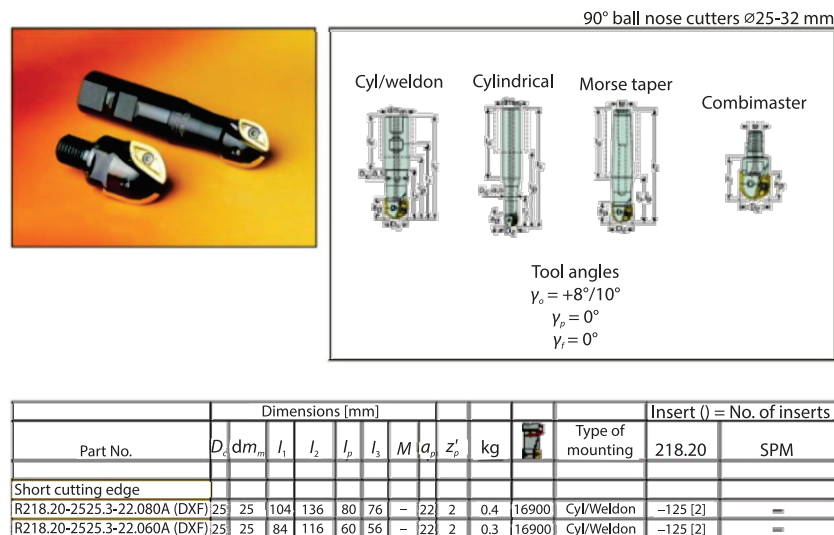 90° ball nose cutters ∅25-32 mm
Cyl/weldon
Cylindrical
Morse taper
Combimaster
Tool angles
γₒ = +8°/10°
γₚ = 0°
γ_f = 0°
Dimensions [mm] Insert () = No. of inserts
Part No. D_c dmₘ l₁ l₂ lₚ l₃ M aₚ z'ₚ kg Type of mounting 218.20 SPM
Short cutting edge
R218.20-2525.3-22.080A (DXF) 25 25 104 136 80 76 – 22 2 0.4 16900 Cyl/Weldon –125 [2] –
R218.20-2525.3-22.060A (DXF) 25 25 84 116 60 56 – 22 2 0.3 16900 Cyl/Weldon –125 [2] –